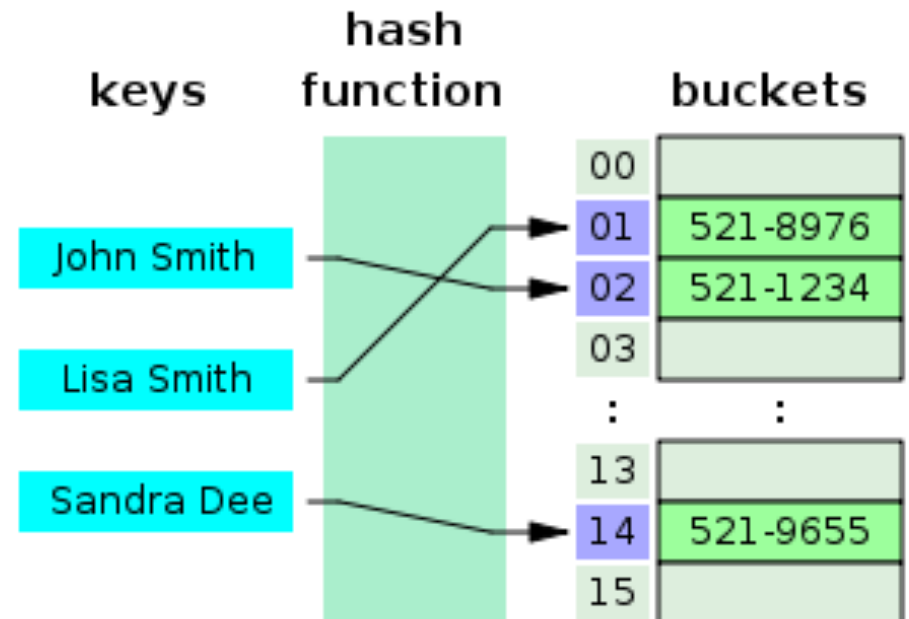 hash
keys function buckets
00
01 521-8976
John Smith
02 521-1234
03
Lisa Smith
: :
13
Sandra Dee
14 521-9655
15